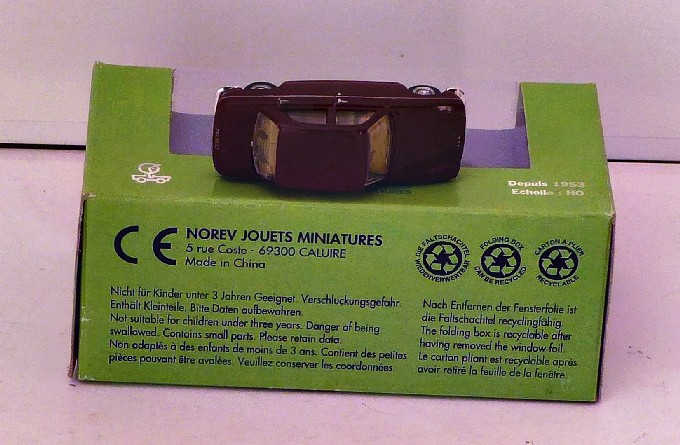 Depuis 1953
Echelle : HO
CE
NOREV JOUETS MINIATURES
5 rue Coste - 69300 CALUIRE
Made in China
DIE FALTSCHACHTEL WIEDERVERWERTBAR
FOLDING BOX CAN BE RECYCLED
CARTON A PLIER RECYCLABLE
Nicht für Kinder unter 3 Jahren Geeignet. Verschluckungsgefahr.
Enthält Kleinteile. Bitte Daten aufbewahren.
Not suitable for children under three years. Danger of being
swallowed. Contains small parts. Please retain data.
Non adaptés à des enfants de moins de 3 ans. Contient des petites
pièces pouvant être avalées. Veuillez conserver les coordonnées.
Nach Entfernen der Fensterfolie ist
die Faltschachtel recyclingfähig.
The folding box is recyclable after
having removed the window foil.
Le carton pliant est recyclable après
avoir retiré la feuille de la fenêtre.